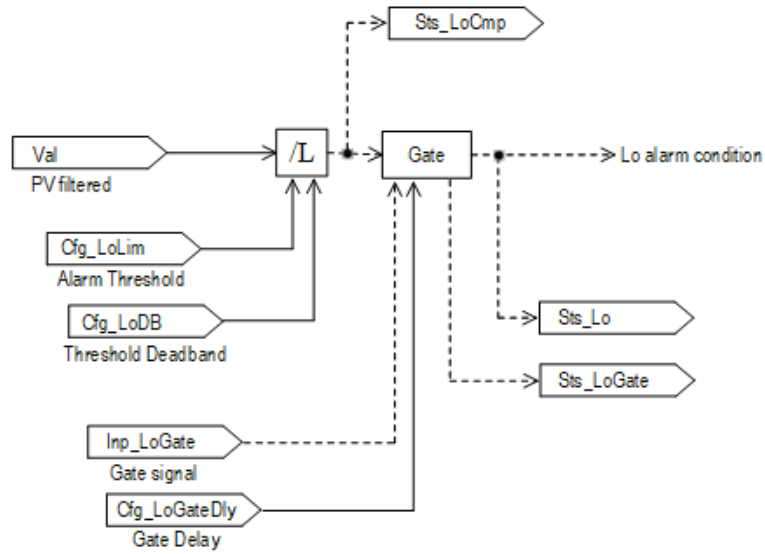 Sts_LoCmp
Val
/L
Gate
Lo alarm condition
PV filtered
Cfg_LoLim
Alarm Threshold
Cfg_LoDB
Sts_Lo
Threshold Deadband
Sts_LoGate
Inp_LoGate
Gate signal
Cfg_LoGateDly
Gate Delay